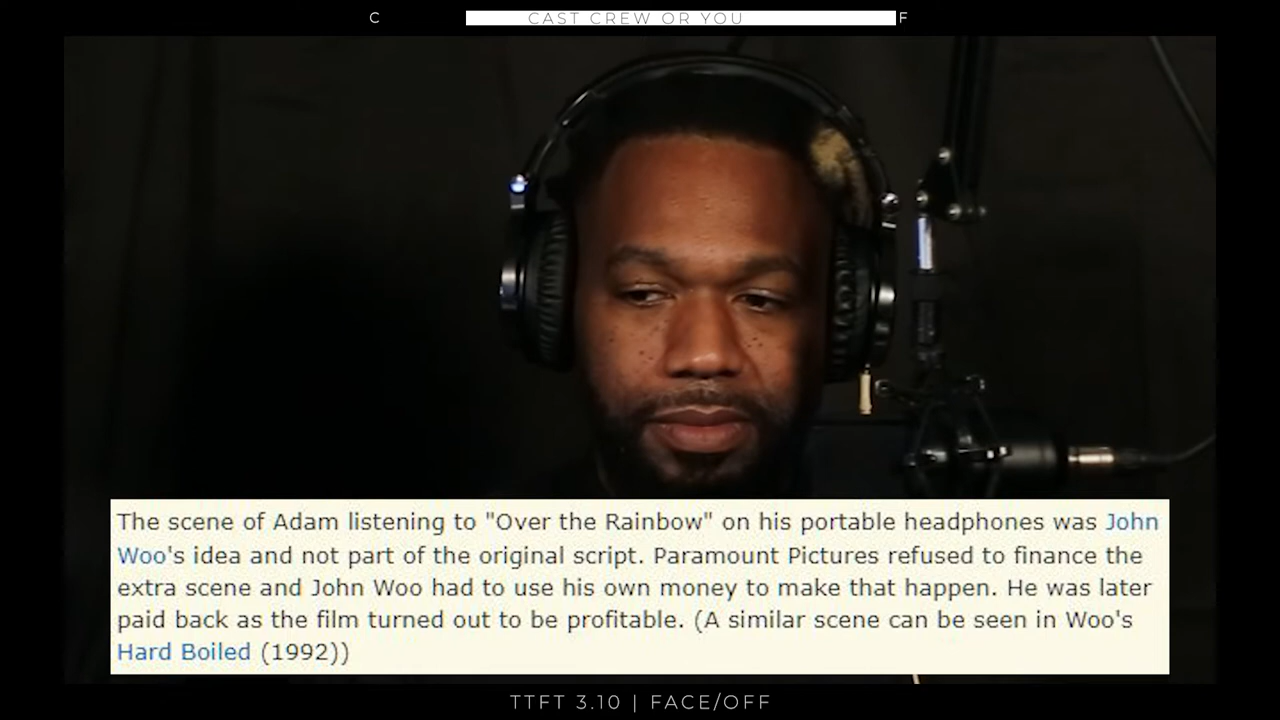 C CAST CREW OR YOU F
The scene of Adam listening to "Over the Rainbow" on his portable headphones was John
Woo's idea and not part of the original script. Paramount Pictures refused to finance the
extra scene and John Woo had to use his own money to make that happen. He was later
paid back as the film turned out to be profitable. (A similar scene can be seen in Woo's
Hard Boiled (1992))
TTFT 3.10 | FACE/OFF